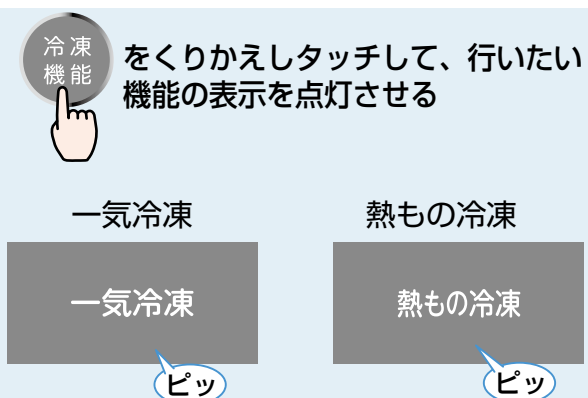 冷凍
機能
をくりかえしタッチして、行いたい
機能の表示を点灯させる
一気冷凍
熱もの冷凍
一気冷凍
熱もの冷凍
ピッ
ピッ